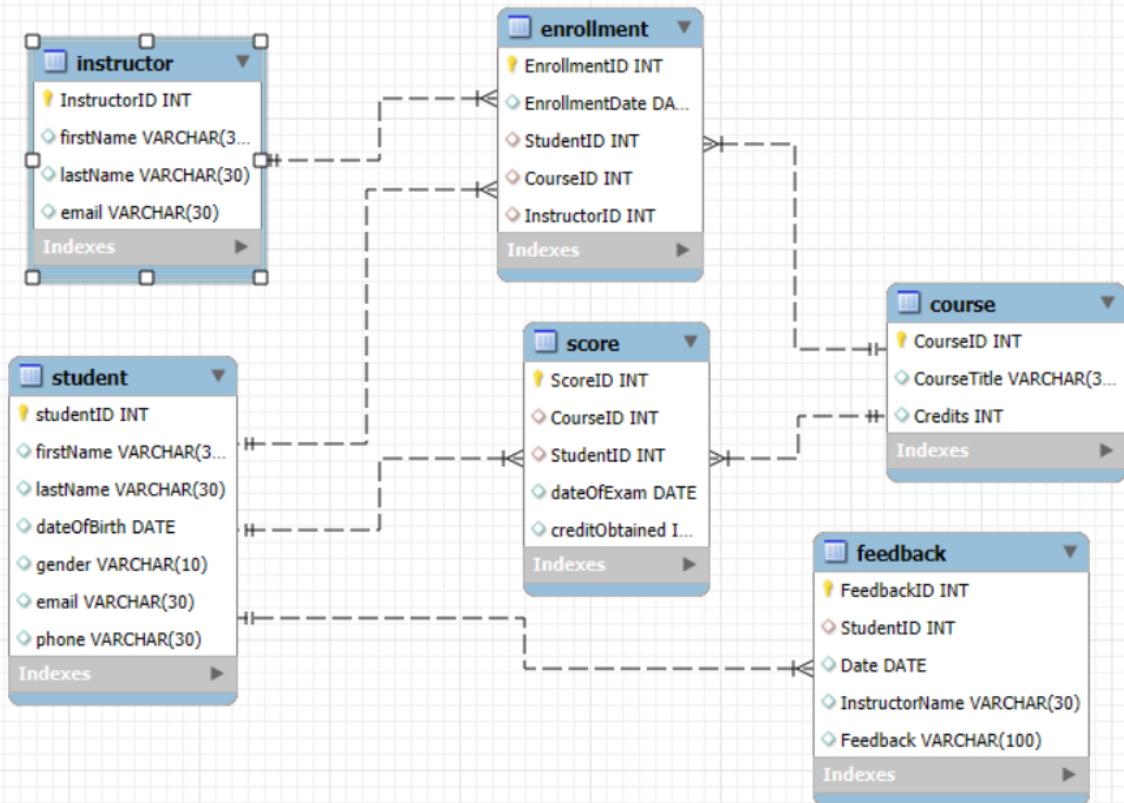 instructor
InstructorID INT
firstName VARCHAR(3...
lastName VARCHAR(30)
email VARCHAR(30)
Indexes
enrollment
EnrollmentID INT
EnrollmentDate DA...
StudentID INT
CourseID INT
InstructorID INT
Indexes
course
CourseID INT
CourseTitle VARCHAR(3...
Credits INT
Indexes
score
ScoreID INT
CourseID INT
StudentID INT
dateOfExam DATE
creditObtained I...
Indexes
student
studentID INT
firstName VARCHAR(3...
lastName VARCHAR(30)
dateOfBirth DATE
gender VARCHAR(10)
email VARCHAR(30)
phone VARCHAR(30)
Indexes
feedback
FeedbackID INT
StudentID INT
Date DATE
InstructorName VARCHAR(30)
Feedback VARCHAR(100)
Indexes